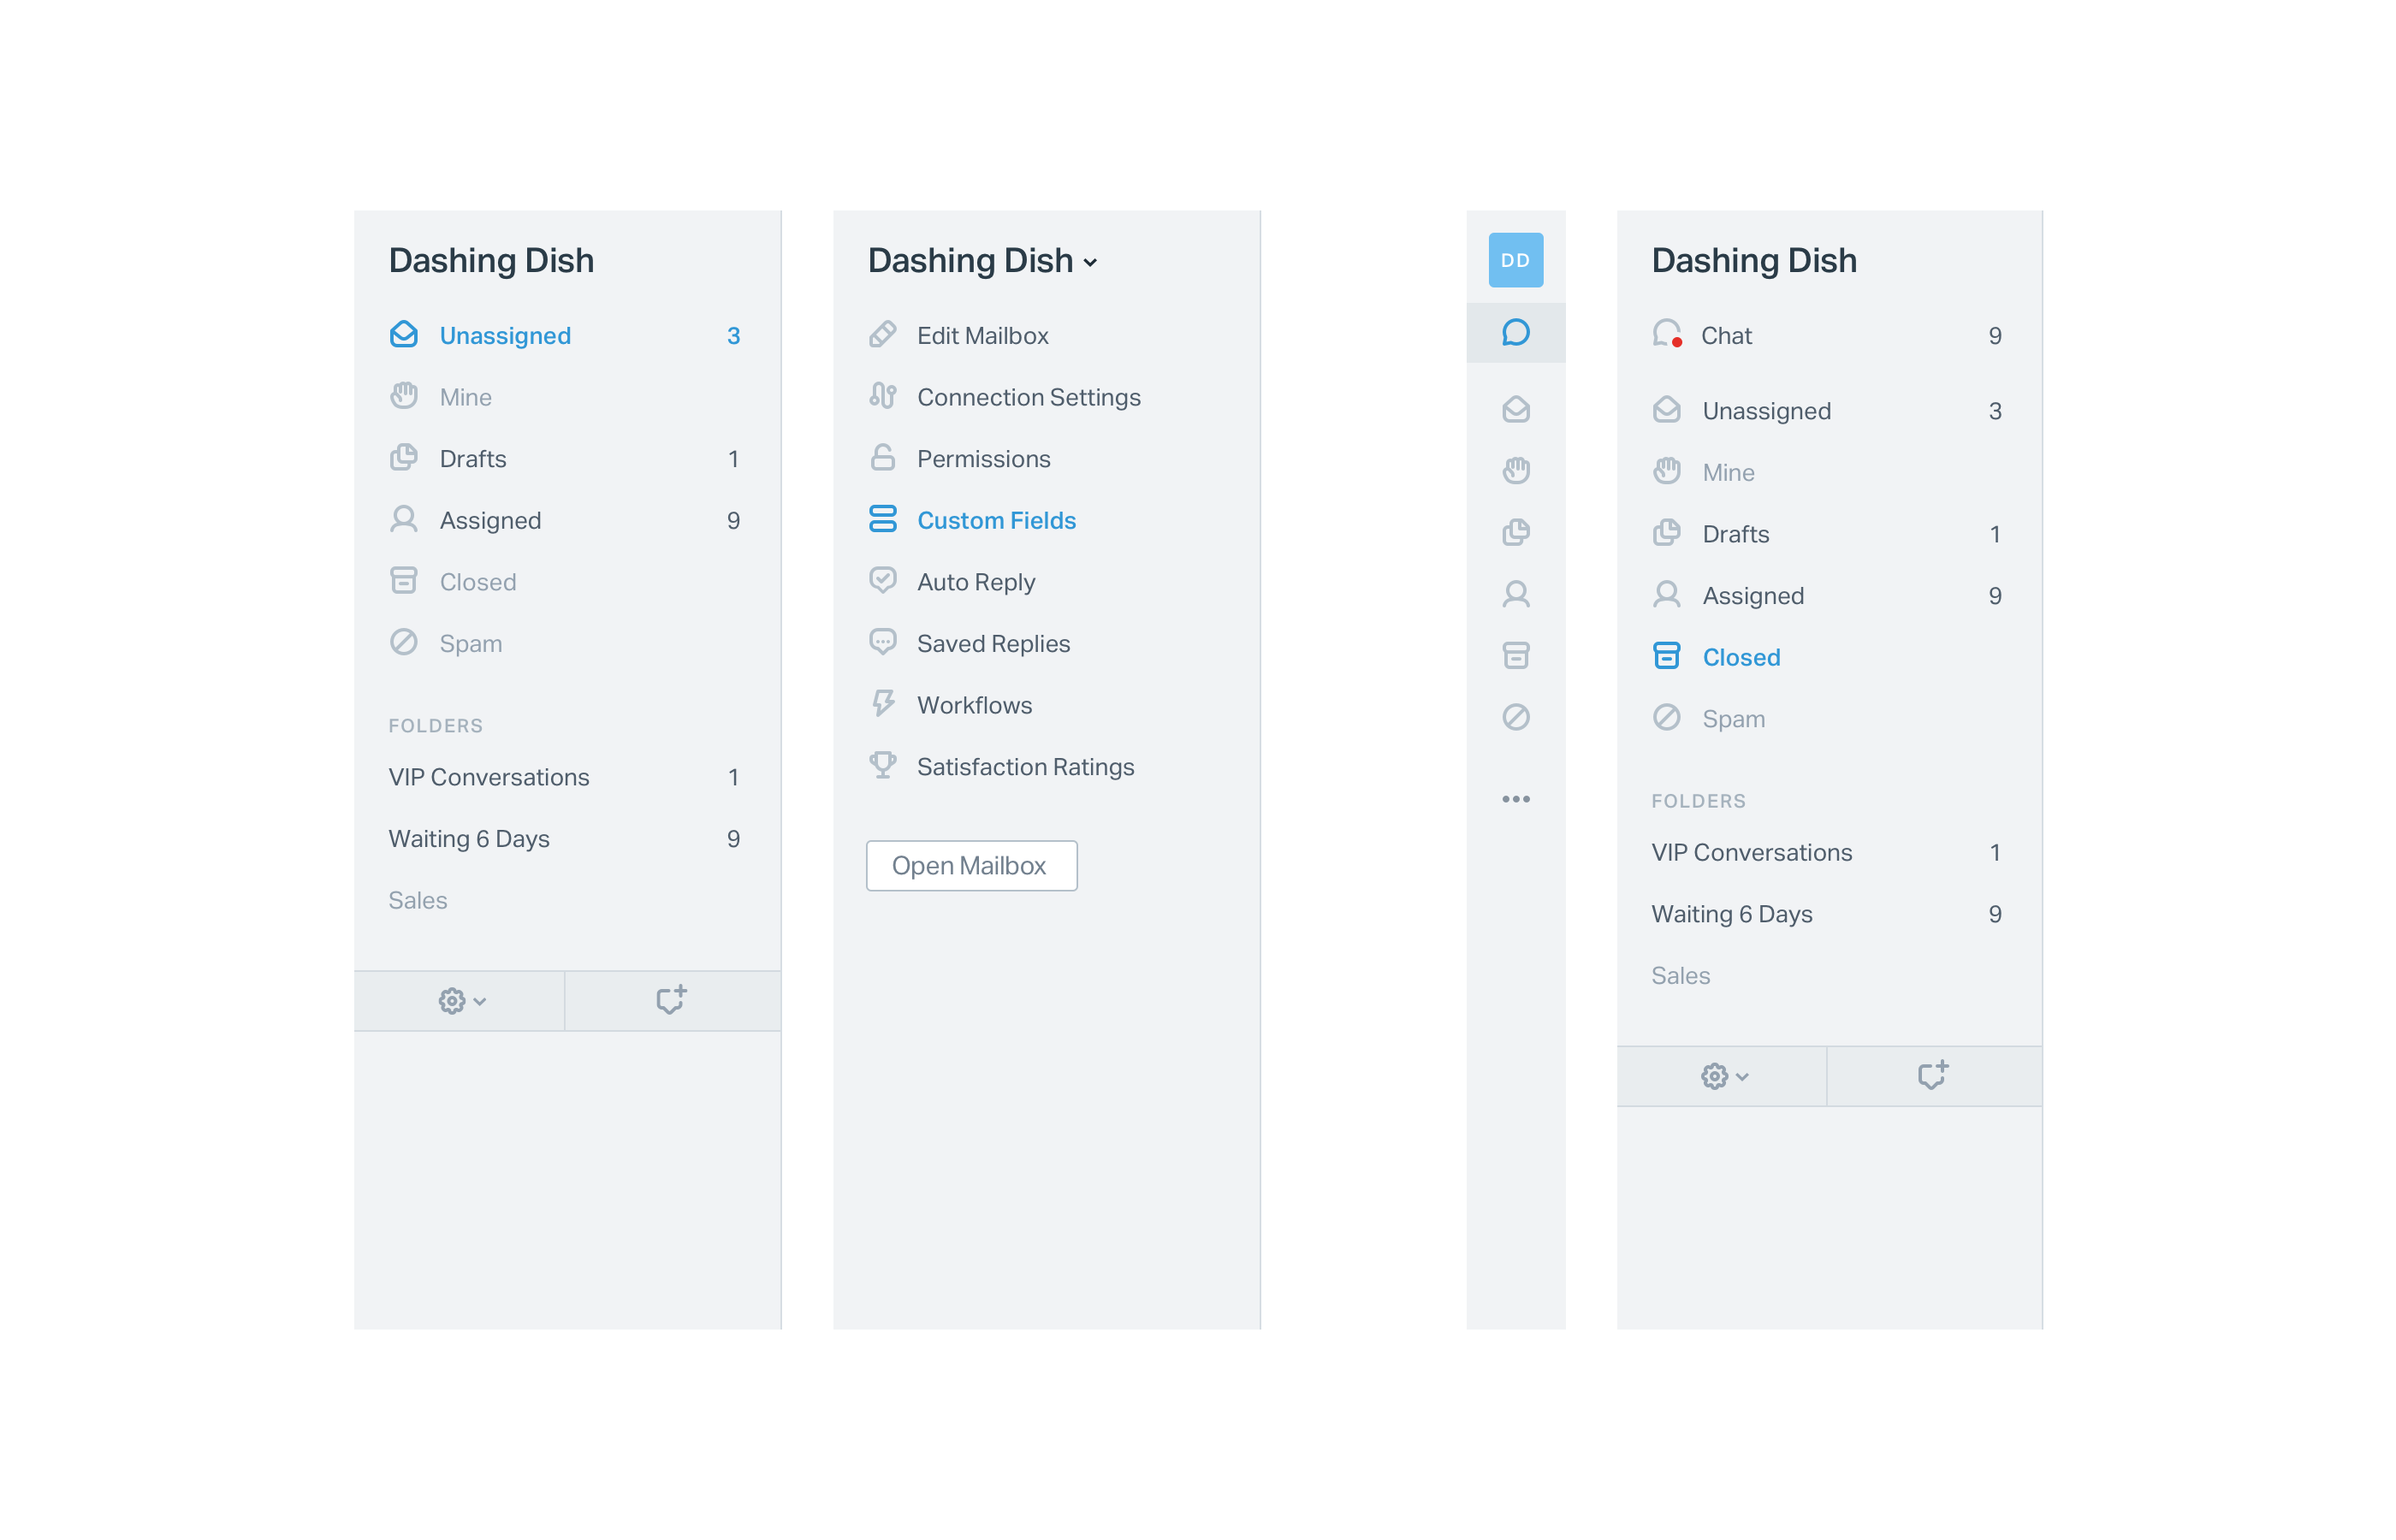 Dashing Dish
Unassigned 3
Mine
Drafts 1
Assigned 9
Closed
Spam
FOLDERS
VIP Conversations 1
Waiting 6 Days 9
Sales
Dashing Dish
Edit Mailbox
Connection Settings
Permissions
Custom Fields
Auto Reply
Saved Replies
Workflows
Satisfaction Ratings
Open Mailbox
DD
Dashing Dish
Chat 9
Unassigned 3
Mine
Drafts 1
Assigned 9
Closed
Spam
FOLDERS
VIP Conversations 1
Waiting 6 Days 9
Sales